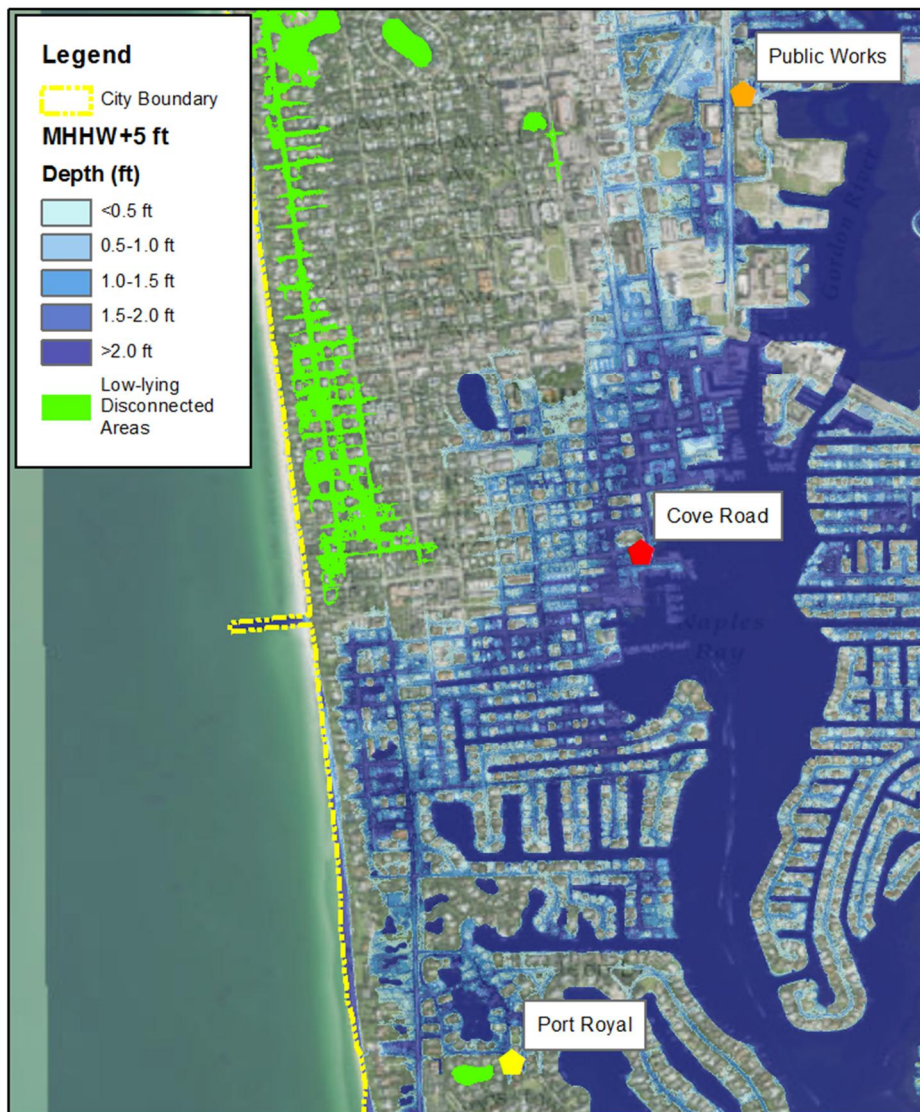 Legend
City Boundary
MHHW+5 ft
Depth (ft)
<0.5 ft
0.5-1.0 ft
1.0-1.5 ft
1.5-2.0 ft
>2.0 ft
Low-lying
Disconnected
Areas
Public Works
Gordon River
Cove Road
Naples
Bay
Port Royal